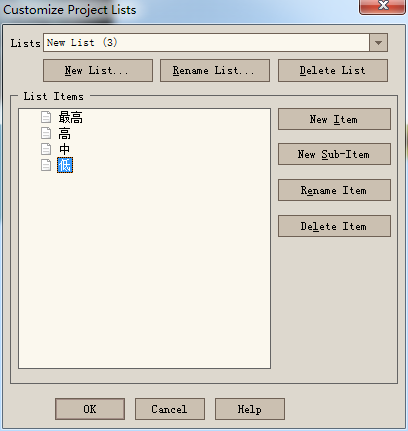 Customize Project Lists
Lists New List (3)
New List... Rename List... Delete List
List Items
最高
高
中
低
New Item
New Sub-Item
Rename Item
Delete Item
OK Cancel Help